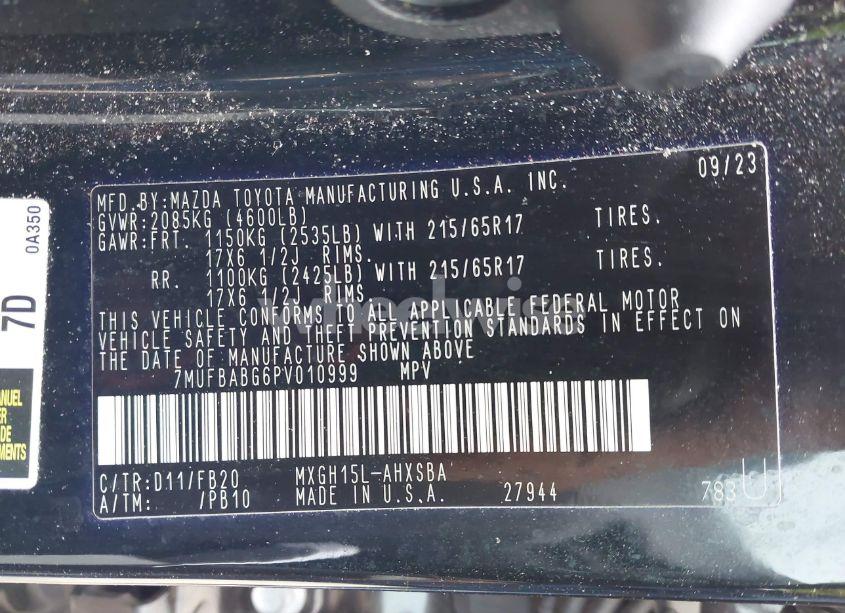 MFD.BY:MAZDA TOYOTA MANUFACTURING U.S.A. INC. 09/23
GVWR:2085KG (4600LB)
GAWR:FRT. 1150KG (2535LB) WITH 215/65R17 TIRES.
17X6 1/2J RIMS.
RR. 1100KG (2425LB) WITH 215/65R17 TIRES.
17X6 1/2J RIMS.
THIS VEHICLE CONFORMS TO ALL APPLICABLE FEDERAL MOTOR
VEHICLE SAFETY AND THEFT PREVENTION STANDARDS IN EFFECT ON
THE DATE OF MANUFACTURE SHOWN ABOVE
7MUFBABG6PV010999 MPV
C/TR:D11/FB20 MXGH15L-AHXSBA
A/TM: /PB10 MADE IN U.S.A. 27944 783 U
7D
0A350